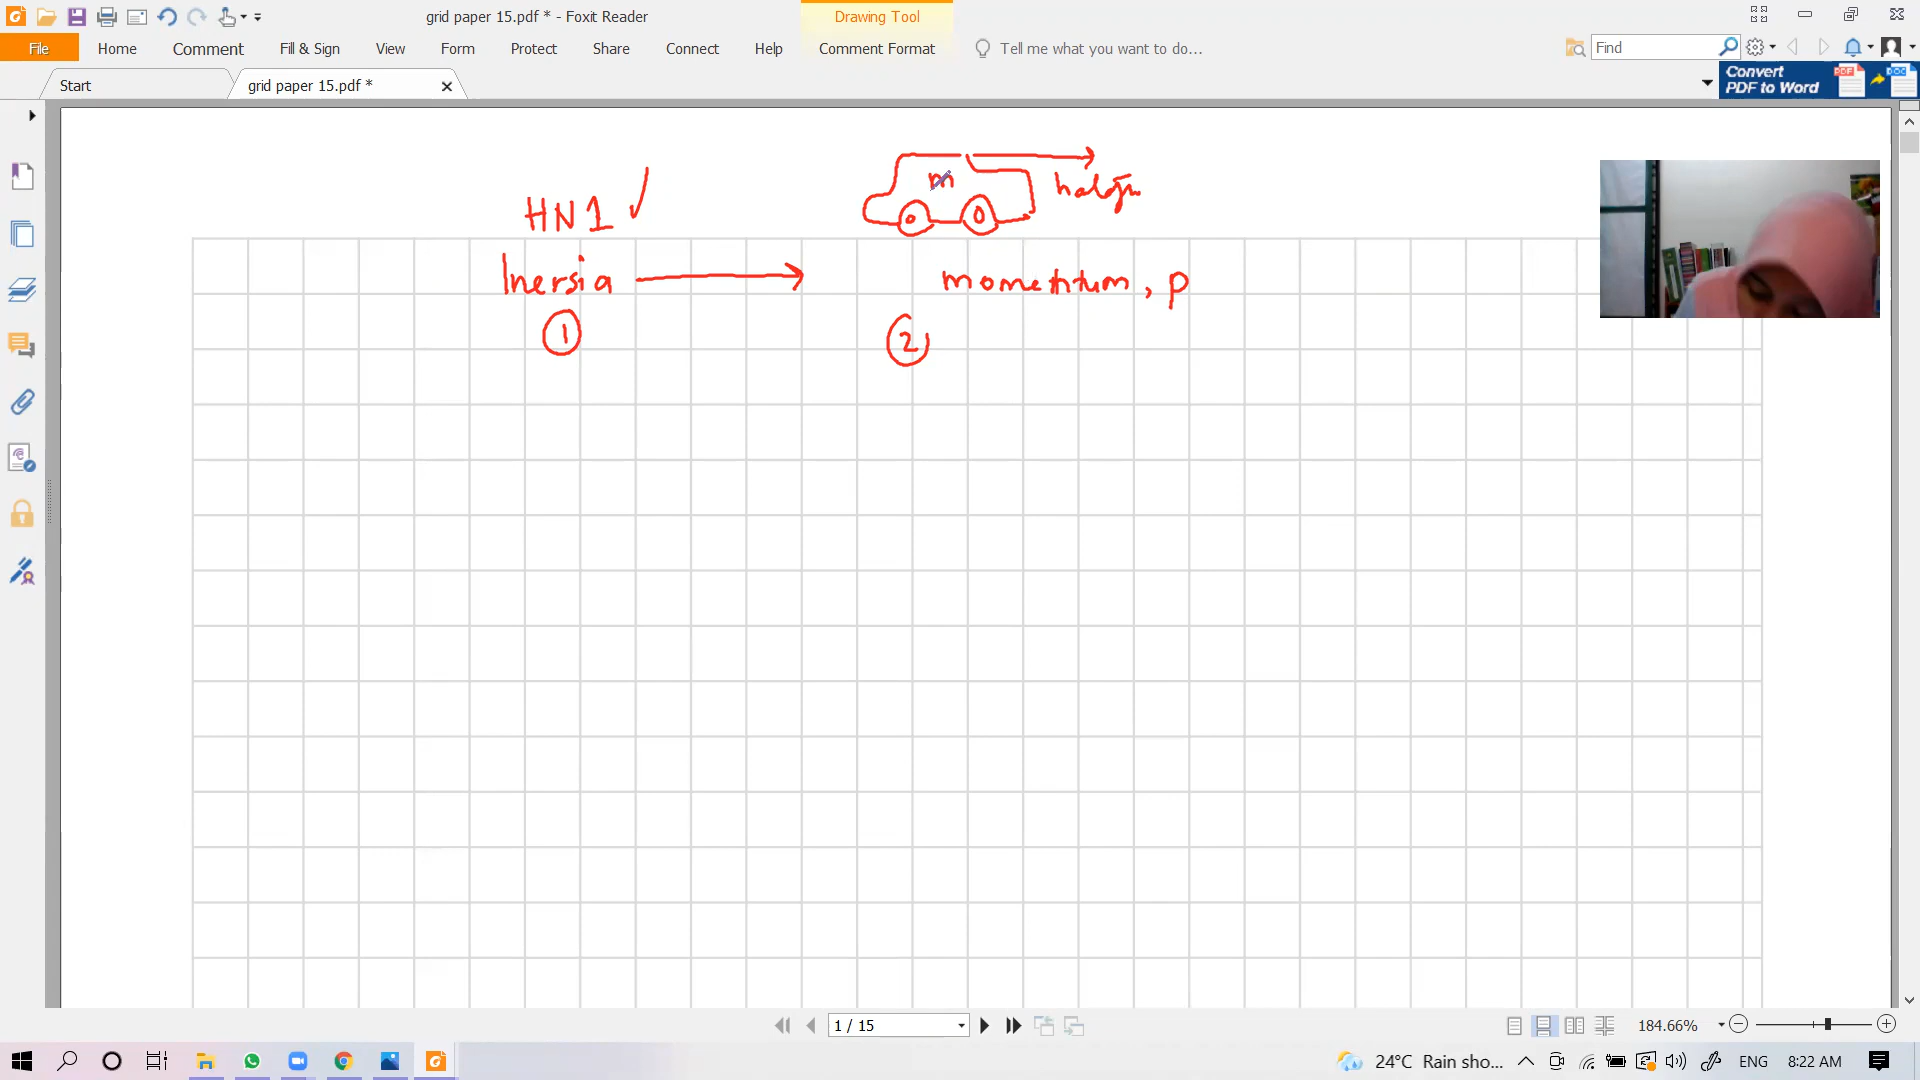 grid paper 15.pdf * - Foxit Reader
Drawing Tool
File
Home
Comment
Fill & Sign
View
Form
Protect
Share
Connect
Help
Comment Format
Tell me what you want to do...
Find
Start
grid paper 15.pdf *
Convert
PDF to Word
PDF
DOC
m
HN1 ✓
Inersia → momentum, p
1
2
1 / 15
184.66%
24°C Rain sho...
ENG
8:22 AM